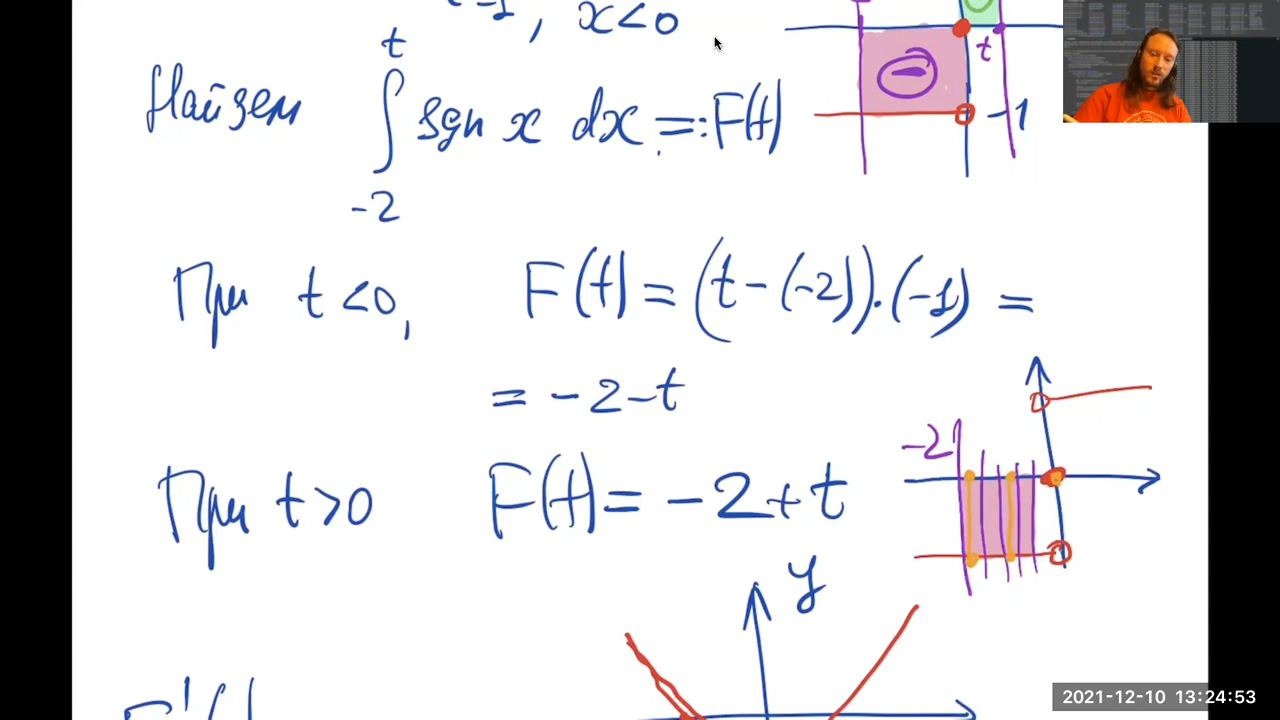 -1, x<0
t
Найдем ∫ sgn x dx =: F(t)
-2
t
-1
При t<0, F(t) = (t-(-2))·(-1) =
= -2-t
-2
При t>0 F(t) = -2+t
y
2021-12-10 13:24:53